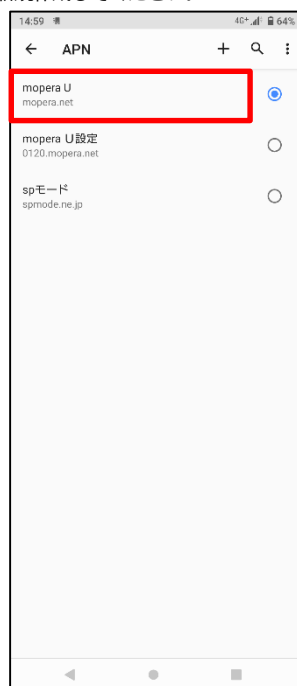 14:59 4G+ 64%
APN
mopera U
mopera.net
mopera U設定
0120.mopera.net
spモード
spmode.ne.jp